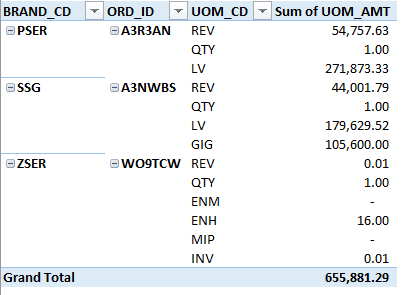 BRAND_CD ORD_ID UOM_CD Sum of UOM_AMT
PSER A3R3AN REV 54,757.63
QTY 1.00
LV 271,873.33
SSG A3NWBS REV 44,001.79
QTY 1.00
LV 179,629.52
GIG 105,600.00
ZSER WO9TCW REV 0.01
QTY 1.00
ENM -
ENH 16.00
MIP -
INV 0.01
Grand Total 655,881.29